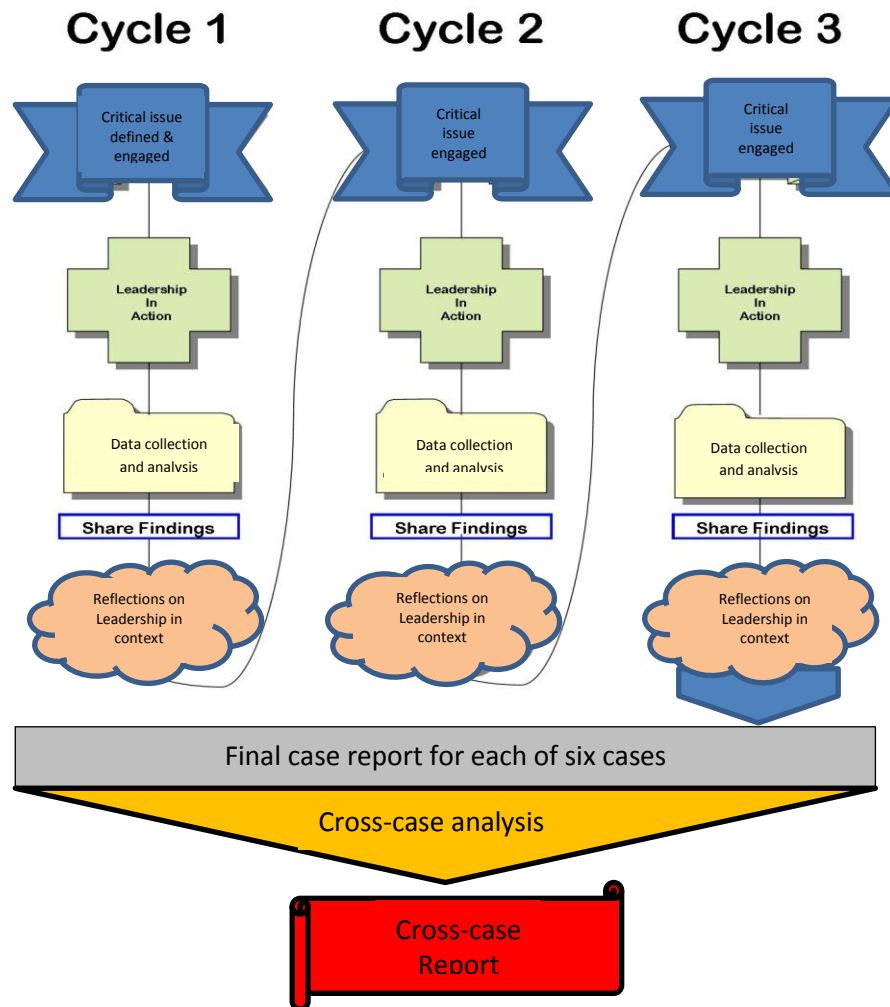 Cycle 1
Critical issue
defined &
engaged
Leadership
In
Action
Data collection
and analysis
Share Findings
Reflections on
Leadership in
context
Cycle 2
Critical
issue
engaged
Leadership
In
Action
Data collection
and analysis
Share Findings
Reflections on
Leadership in
context
Cycle 3
Critical
issue
engaged
Leadership
In
Action
Data collection
and analysis
Share Findings
Reflections on
Leadership in
context
Final case report for each of six cases
Cross-case analysis
Cross-case
Report